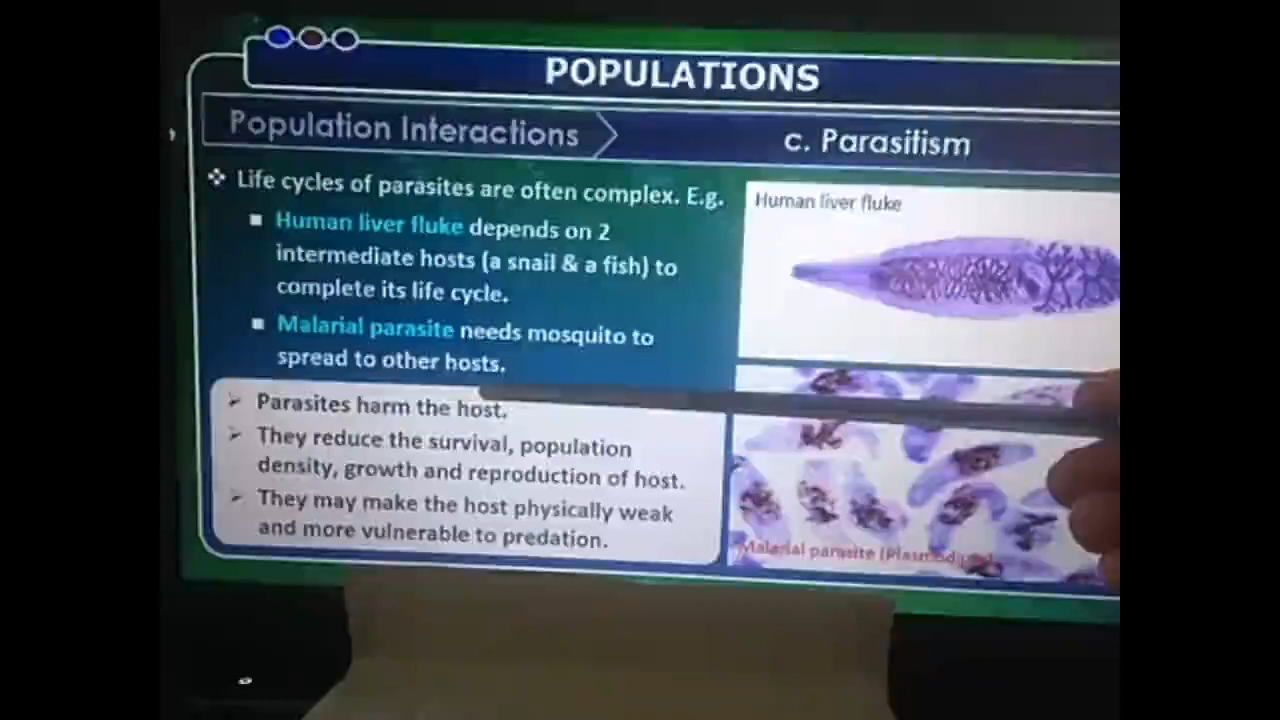 POPULATIONS
Population Interactions
c. Parasitism
Life cycles of parasites are often complex. E.g.
Human liver fluke depends on 2
intermediate hosts (a snail & a fish) to
complete its life cycle.
Malarial parasite needs mosquito to
spread to other hosts.
Parasites harm the host.
They reduce the survival, population
density, growth and reproduction of host.
They may make the host physically weak
and more vulnerable to predation.
Human liver fluke
Malarial parasite (Plasmodium)